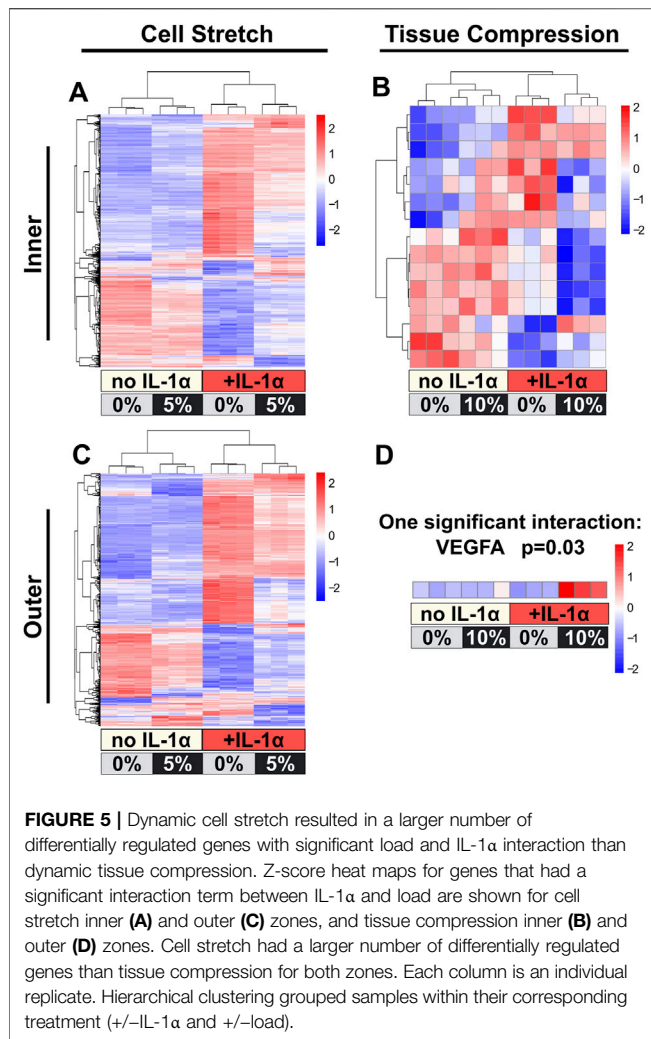 Cell Stretch
Tissue Compression
A
B
2
1
0
−1
−2
2
1
0
−1
−2
Inner
no IL-1α +IL-1α
0% 5% 0% 5%
no IL-1α +IL-1α
0% 10% 0% 10%
C
D
2
1
0
−1
−2
Outer
One significant interaction:
VEGFA p=0.03
2
1
0
−1
−2
no IL-1α +IL-1α
0% 10% 0% 10%
no IL-1α +IL-1α
0% 5% 0% 5%
FIGURE 5 | Dynamic cell stretch resulted in a larger number of
differentially regulated genes with significant load and IL-1α interaction than
dynamic tissue compression. Z-score heat maps for genes that had a
significant interaction term between IL-1α and load are shown for cell
stretch inner (A) and outer (C) zones, and tissue compression inner (B) and
outer (D) zones. Cell stretch had a larger number of differentially regulated
genes than tissue compression for both zones. Each column is an individual
replicate. Hierarchical clustering grouped samples within their corresponding
treatment (+/−IL-1α and +/−load).